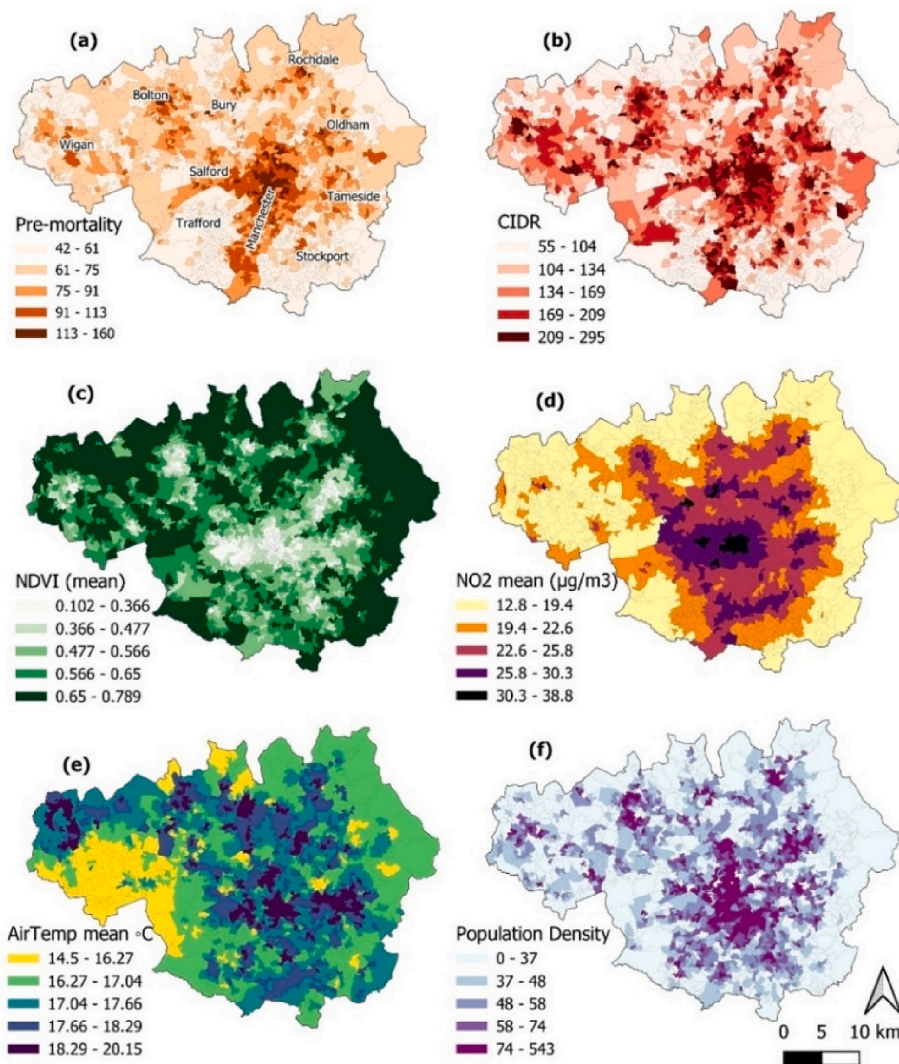 (a)
Rochdale
Bolton
Bury
Oldham
Wigan
Salford
Tameside
Manchester
Trafford
Stockport
Pre-mortality
42 - 61
61 - 75
75 - 91
91 - 113
113 - 160
(b)
CIDR
55 - 104
104 - 134
134 - 169
169 - 209
209 - 295
(c)
NDVI (mean)
0.102 - 0.366
0.366 - 0.477
0.477 - 0.566
0.566 - 0.65
0.65 - 0.789
(d)
NO2 mean (µg/m3)
12.8 - 19.4
19.4 - 22.6
22.6 - 25.8
25.8 - 30.3
30.3 - 38.8
(e)
AirTemp mean ◦C
14.5 - 16.27
16.27 - 17.04
17.04 - 17.66
17.66 - 18.29
18.29 - 20.15
(f)
Population Density
0 - 37
37 - 48
48 - 58
58 - 74
74 - 543
0 5 10 km